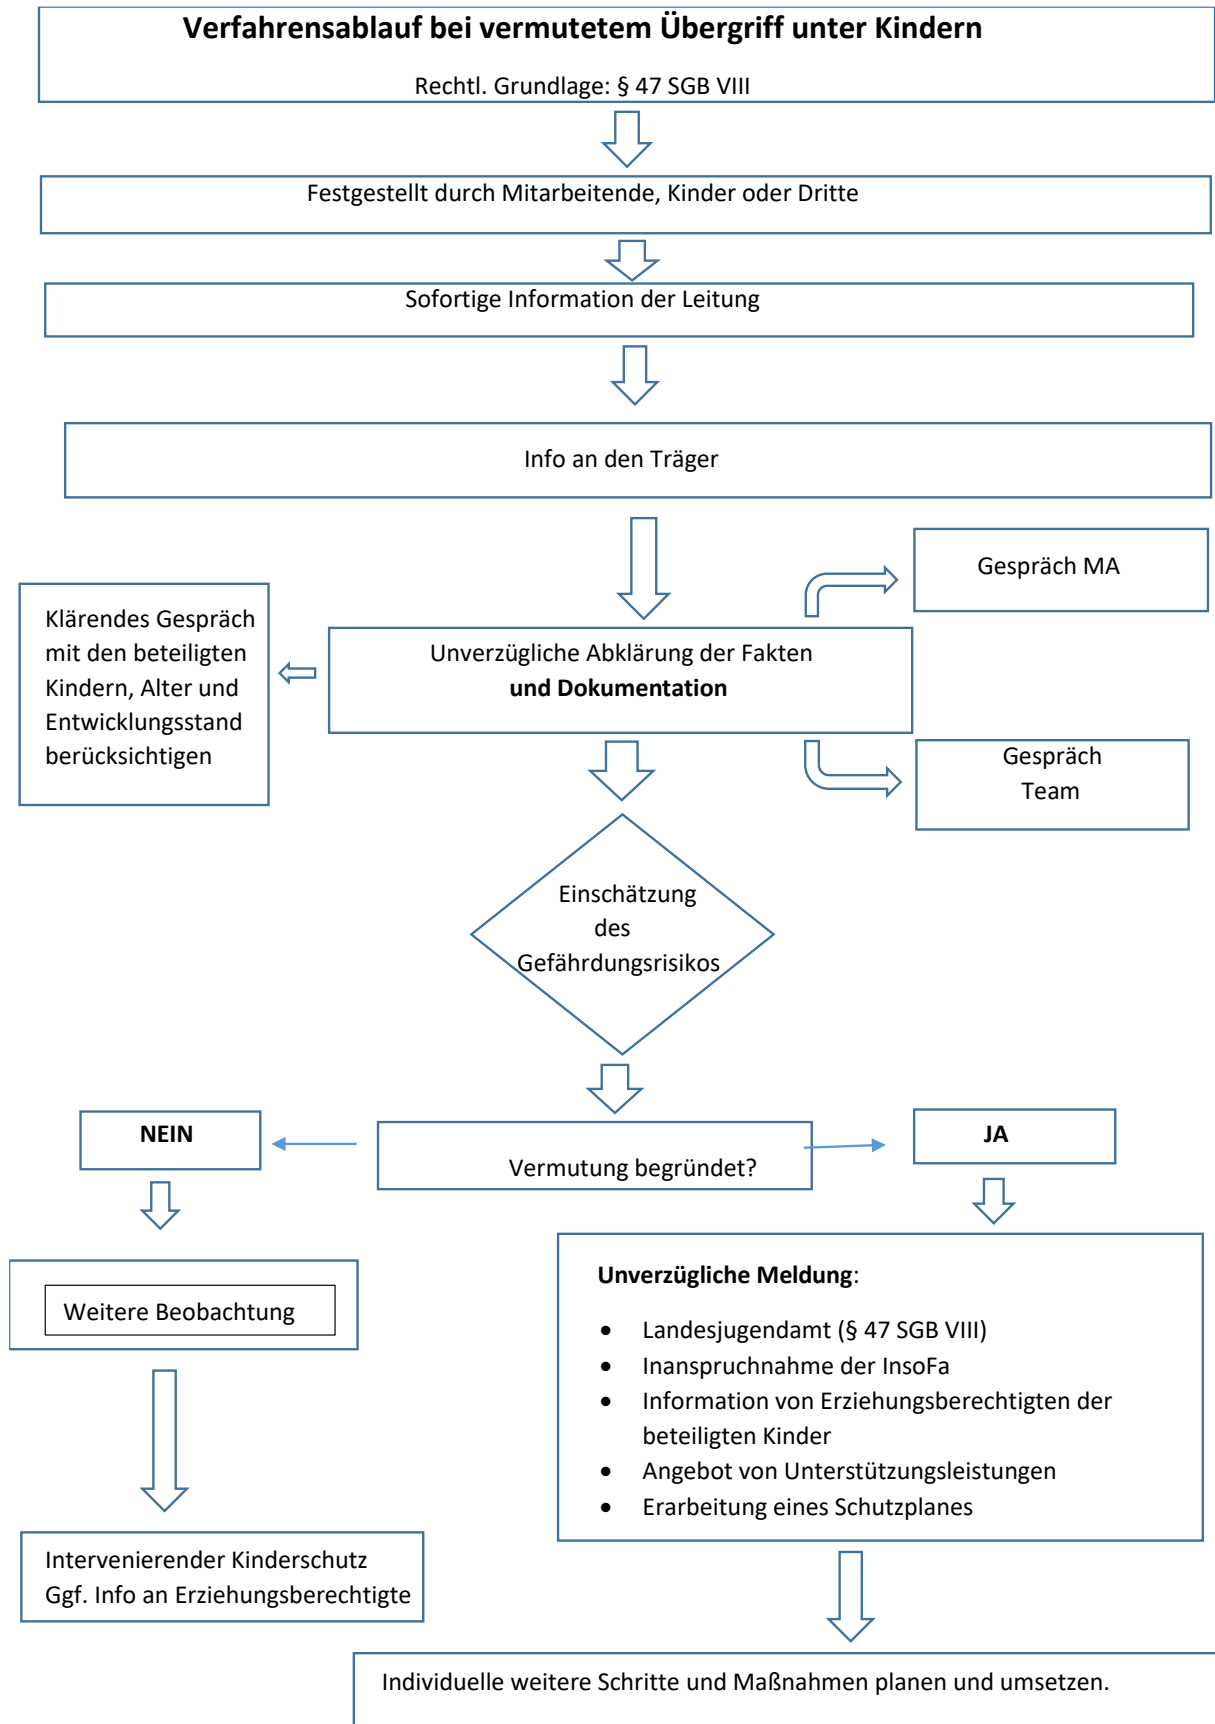 Verfahrensablauf bei vermutetem Übergriff unter Kindern
Rechtl. Grundlage: § 47 SGB VIII
Festgestellt durch Mitarbeitende, Kinder oder Dritte
Sofortige Information der Leitung
Info an den Träger
Gespräch MA
Klärendes Gespräch
mit den beteiligten
Kindern, Alter und
Entwicklungsstand
berücksichtigen
Unverzügliche Abklärung der Fakten
und Dokumentation
Gespräch
Team
Einschätzung
des
Gefährdungsrisikos
NEIN
Vermutung begründet?
JA
Weitere Beobachtung
Unverzügliche Meldung:
• Landesjugendamt (§ 47 SGB VIII)
• Inanspruchnahme der InsoFa
• Information von Erziehungsberechtigten der
beteiligten Kinder
• Angebot von Unterstützungsleistungen
• Erarbeitung eines Schutzplanes
Intervenierender Kinderschutz
Ggf. Info an Erziehungsberechtigte
Individuelle weitere Schritte und Maßnahmen planen und umsetzen.